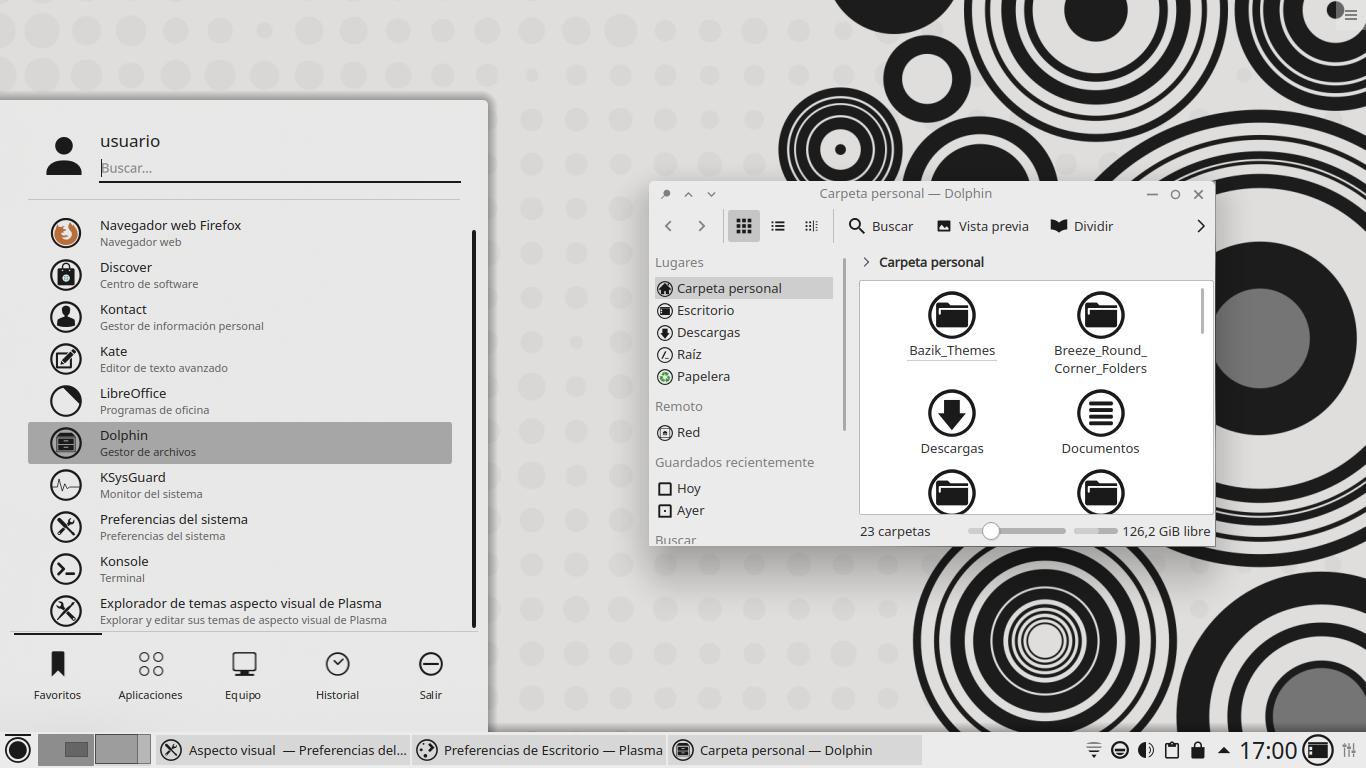 usuario
Buscar...
Navegador web Firefox
Navegador web
Discover
Centro de software
Kontact
Gestor de información personal
Kate
Editor de texto avanzado
LibreOffice
Programas de oficina
Dolphin
Gestor de archivos
KSysGuard
Monitor del sistema
Preferencias del sistema
Preferencias del sistema
Konsole
Terminal
Explorador de temas aspecto visual de Plasma
Explorar y editar sus temas de aspecto visual de Plasma
Favoritos
Aplicaciones
Equipo
Historial
Salir
Carpeta personal — Dolphin
Buscar
Vista previa
Dividir
Lugares
Carpeta personal
Escritorio
Descargas
Raíz
Papelera
Remoto
Red
Guardados recientemente
Hoy
Ayer
Buscar
Carpeta personal
Bazik_Themes
Breeze_Round_
Corner_Folders
Descargas
Documentos
23 carpetas
126,2 GiB libre
Aspecto visual — Preferencias del...
Preferencias de Escritorio — Plasma
Carpeta personal — Dolphin
17:00